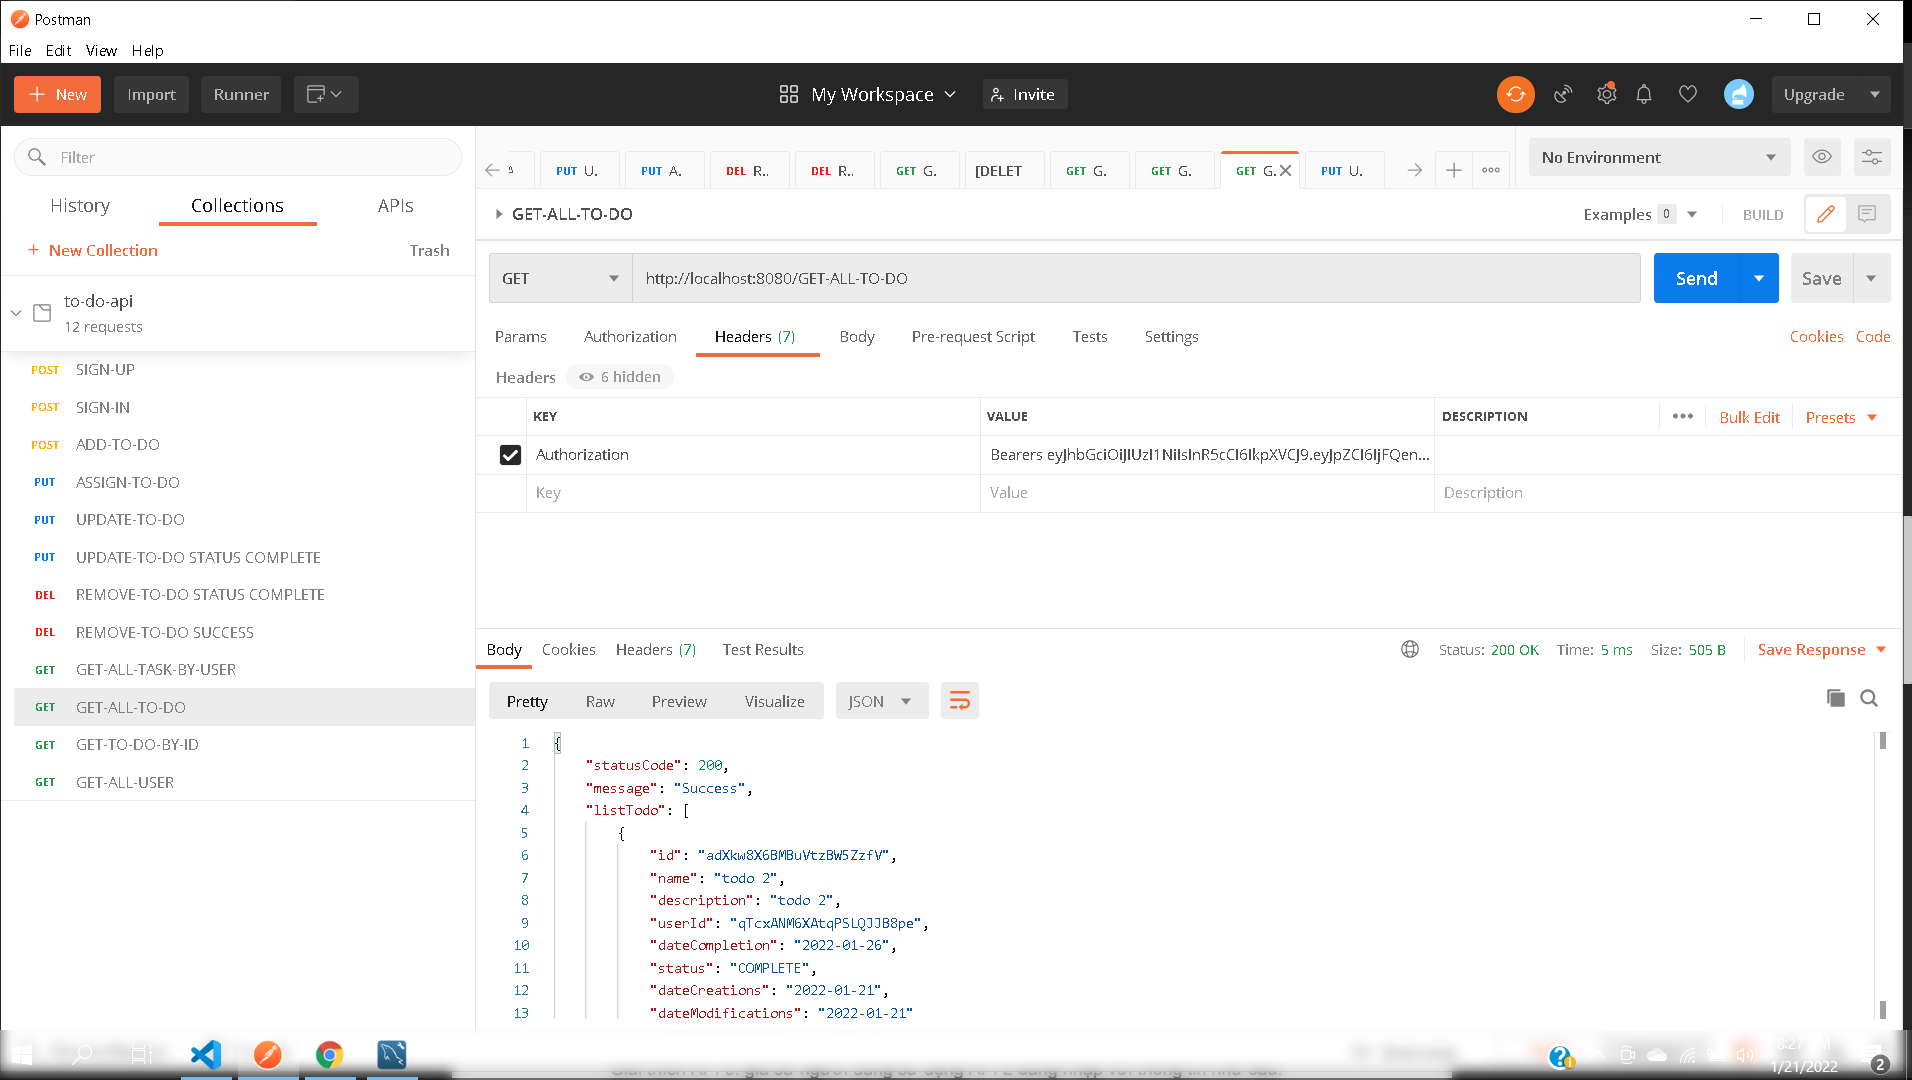 Postman
File Edit View Help
New Import Runner My Workspace Invite Upgrade
Filter
History Collections APIs
+ New Collection Trash
to-do-api
12 requests
POST SIGN-UP
POST SIGN-IN
POST ADD-TO-DO
PUT ASSIGN-TO-DO
PUT UPDATE-TO-DO
PUT UPDATE-TO-DO STATUS COMPLETE
DEL REMOVE-TO-DO STATUS COMPLETE
DEL REMOVE-TO-DO SUCCESS
GET GET-ALL-TASK-BY-USER
GET GET-ALL-TO-DO
GET GET-TO-DO-BY-ID
GET GET-ALL-USER
PUT U. PUT A. DEL R.. DEL R.. GET G. [DELET GET G. GET G. GET G. PUT U. No Environment
GET-ALL-TO-DO Examples 0 BUILD
GET http://localhost:8080/GET-ALL-TO-DO Send Save
Params Authorization Headers (7) Body Pre-request Script Tests Settings Cookies Code
Headers 6 hidden
KEY VALUE DESCRIPTION Bulk Edit Presets
Authorization Bearers eyJhbGciOiJIUzI1NiIsInR5cCI6IkpXVCJ9.eyJpZCI6IjFQen...
Key Value Description
Body Cookies Headers (7) Test Results Status: 200 OK Time: 5 ms Size: 505 B Save Response
Pretty Raw Preview Visualize JSON
1 {
2 "statusCode": 200,
3 "message": "Success",
4 "listTodo": [
5 {
6 "id": "adXkw8X6BMBuVtzBW5ZzfV",
7 "name": "todo 2",
8 "description": "todo 2",
9 "userId": "qTcxANM6XAtqPSLQJJB8pe",
10 "dateCompletion": "2022-01-26",
11 "status": "COMPLETE",
12 "dateCreations": "2022-01-21",
13 "dateModifications": "2022-01-21"
1/21/2022
2